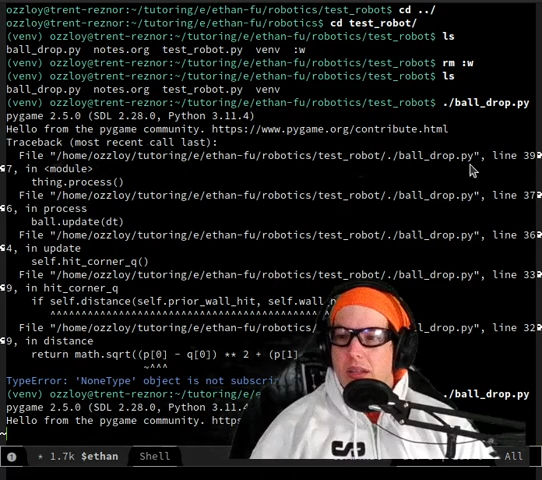 ozzloy@trent-reznor:~/tutoring/e/ethan-fu/robotics/test_robot$ cd ../
ozzloy@trent-reznor:~/tutoring/e/ethan-fu/robotics$ cd test_robot/
(venv) ozzloy@trent-reznor:~/tutoring/e/ethan-fu/robotics/test_robot$ ls
ball_drop.py  notes.org  test_robot.py  venv  :w
(venv) ozzloy@trent-reznor:~/tutoring/e/ethan-fu/robotics/test_robot$ rm :w
(venv) ozzloy@trent-reznor:~/tutoring/e/ethan-fu/robotics/test_robot$ ls
ball_drop.py  notes.org  test_robot.py  venv
(venv) ozzloy@trent-reznor:~/tutoring/e/ethan-fu/robotics/test_robot$ ./ball_drop.py
pygame 2.5.0 (SDL 2.28.0, Python 3.11.4)
Hello from the pygame community. https://www.pygame.org/contribute.html
Traceback (most recent call last):
  File "/home/ozzloy/tutoring/e/ethan-fu/robotics/test_robot/./ball_drop.py", line 39
7, in <module>
    thing.process()
  File "/home/ozzloy/tutoring/e/ethan-fu/robotics/test_robot/./ball_drop.py", line 37
6, in process
    ball.update(dt)
  File "/home/ozzloy/tutoring/e/ethan-fu/robotics/test_robot/./ball_drop.py", line 36
4, in update
    self.hit_corner_q()
  File "/home/ozzloy/tutoring/e/ethan-fu/robotics/test_robot/./ball_drop.py", line 33
9, in hit_corner_q
    if self.distance(self.prior_wall_hit, self.wall
       ^^^^^^^^^^^^^^^^^^^^^^^^^^^^^^^^^^^^^
  File "/home/ozzloy/tutoring/e/ethan-fu/robotics/ ball_drop.py", line 32
9, in distance
    return math.sqrt((p[0] - q[0]) ** 2 + (p[1]
                      ~^^^
TypeError: 'NoneType' object is not subscri
(venv) ozzloy@trent-reznor:~/tutoring/e ./ball_drop.py
pygame 2.5.0 (SDL 2.28.0, Python 3.11.4
Hello from the pygame community. http
* 1.7k $ethan Shell All